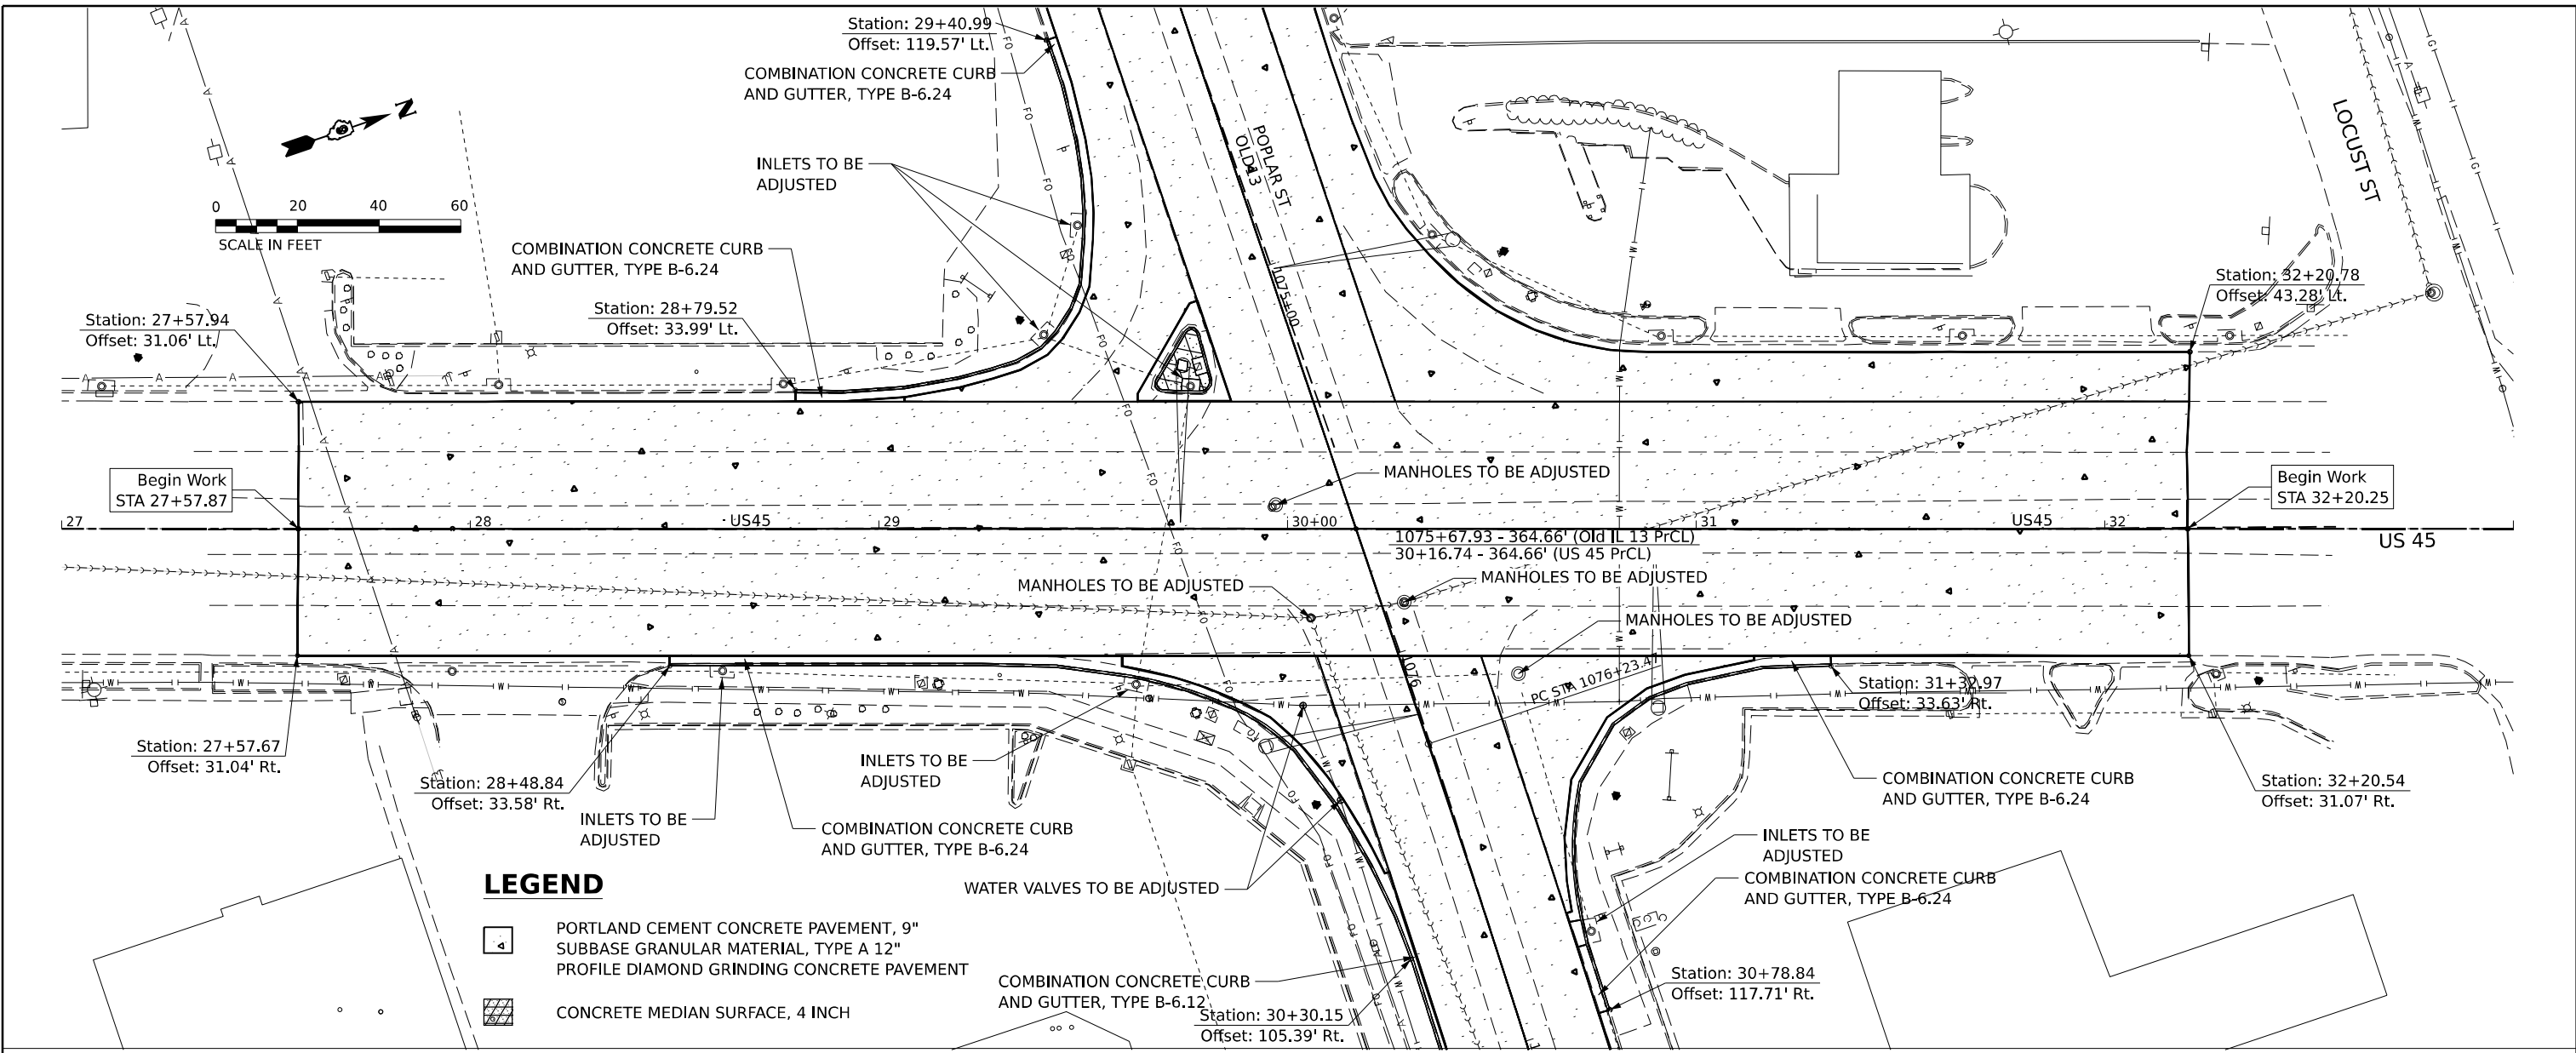 Station: 29+40.99
Offset: 119.57' Lt.
COMBINATION CONCRETE CURB
AND GUTTER, TYPE B-6.24
N
0 20 40 60
SCALE IN FEET
INLETS TO BE
ADJUSTED
COMBINATION CONCRETE CURB
AND GUTTER, TYPE B-6.24
Station: 28+79.52
Offset: 33.99' Lt.
Station: 27+57.94
Offset: 31.06' Lt.
POPLAR ST
OLD 13
1075+00
LOCUST ST
Station: 32+20.78
Offset: 43.28' Lt.
Begin Work
STA 27+57.87
MANHOLES TO BE ADJUSTED
Begin Work
STA 32+20.25
27
28
US45
29
30+00
31
US45
32
US 45
1075+67.93 - 364.66' (Old IL 13 PrCL)
30+16.74 - 364.66' (US 45 PrCL)
MANHOLES TO BE ADJUSTED
MANHOLES TO BE ADJUSTED
MANHOLES TO BE ADJUSTED
1076
PC STA 1076+23.47
Station: 31+32.97
Offset: 33.63' Rt.
Station: 27+57.67
Offset: 31.04' Rt.
Station: 28+48.84
Offset: 33.58' Rt.
INLETS TO BE
ADJUSTED
INLETS TO BE
ADJUSTED
COMBINATION CONCRETE CURB
AND GUTTER, TYPE B-6.24
COMBINATION CONCRETE CURB
AND GUTTER, TYPE B-6.24
Station: 32+20.54
Offset: 31.07' Rt.
INLETS TO BE
ADJUSTED
COMBINATION CONCRETE CURB
AND GUTTER, TYPE B-6.24
WATER VALVES TO BE ADJUSTED
LEGEND
PORTLAND CEMENT CONCRETE PAVEMENT, 9"
SUBBASE GRANULAR MATERIAL, TYPE A 12"
PROFILE DIAMOND GRINDING CONCRETE PAVEMENT
CONCRETE MEDIAN SURFACE, 4 INCH
COMBINATION CONCRETE CURB
AND GUTTER, TYPE B-6.12
Station: 30+30.15
Offset: 105.39' Rt.
Station: 30+78.84
Offset: 117.71' Rt.